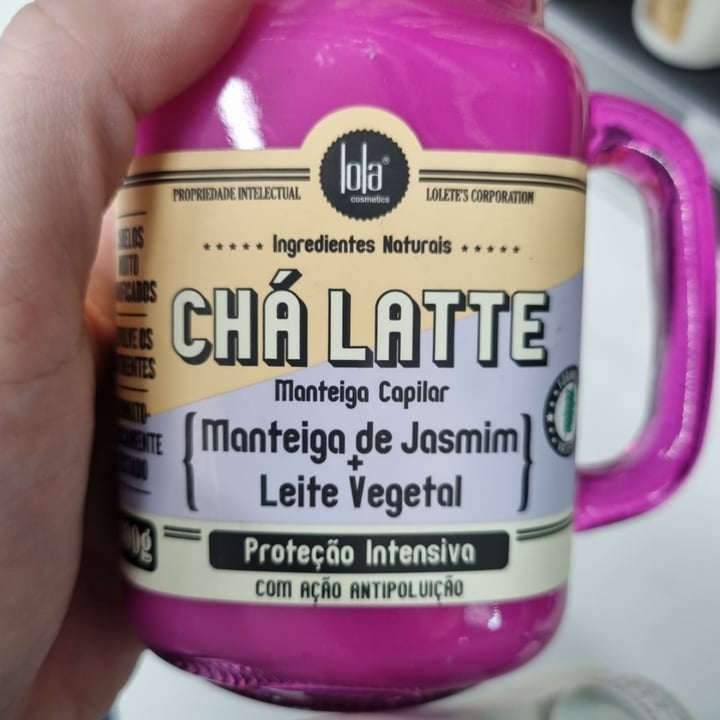 lola®
cosmetics
PROPRIEDADE INTELECTUAL
LOLETE'S CORPORATION
Ingredientes Naturais
CHÁ LATTE
Manteiga Capilar
Manteiga de Jasmim
+
Leite Vegetal
Proteção Intensiva
COM AÇÃO ANTIPOLUIÇÃO